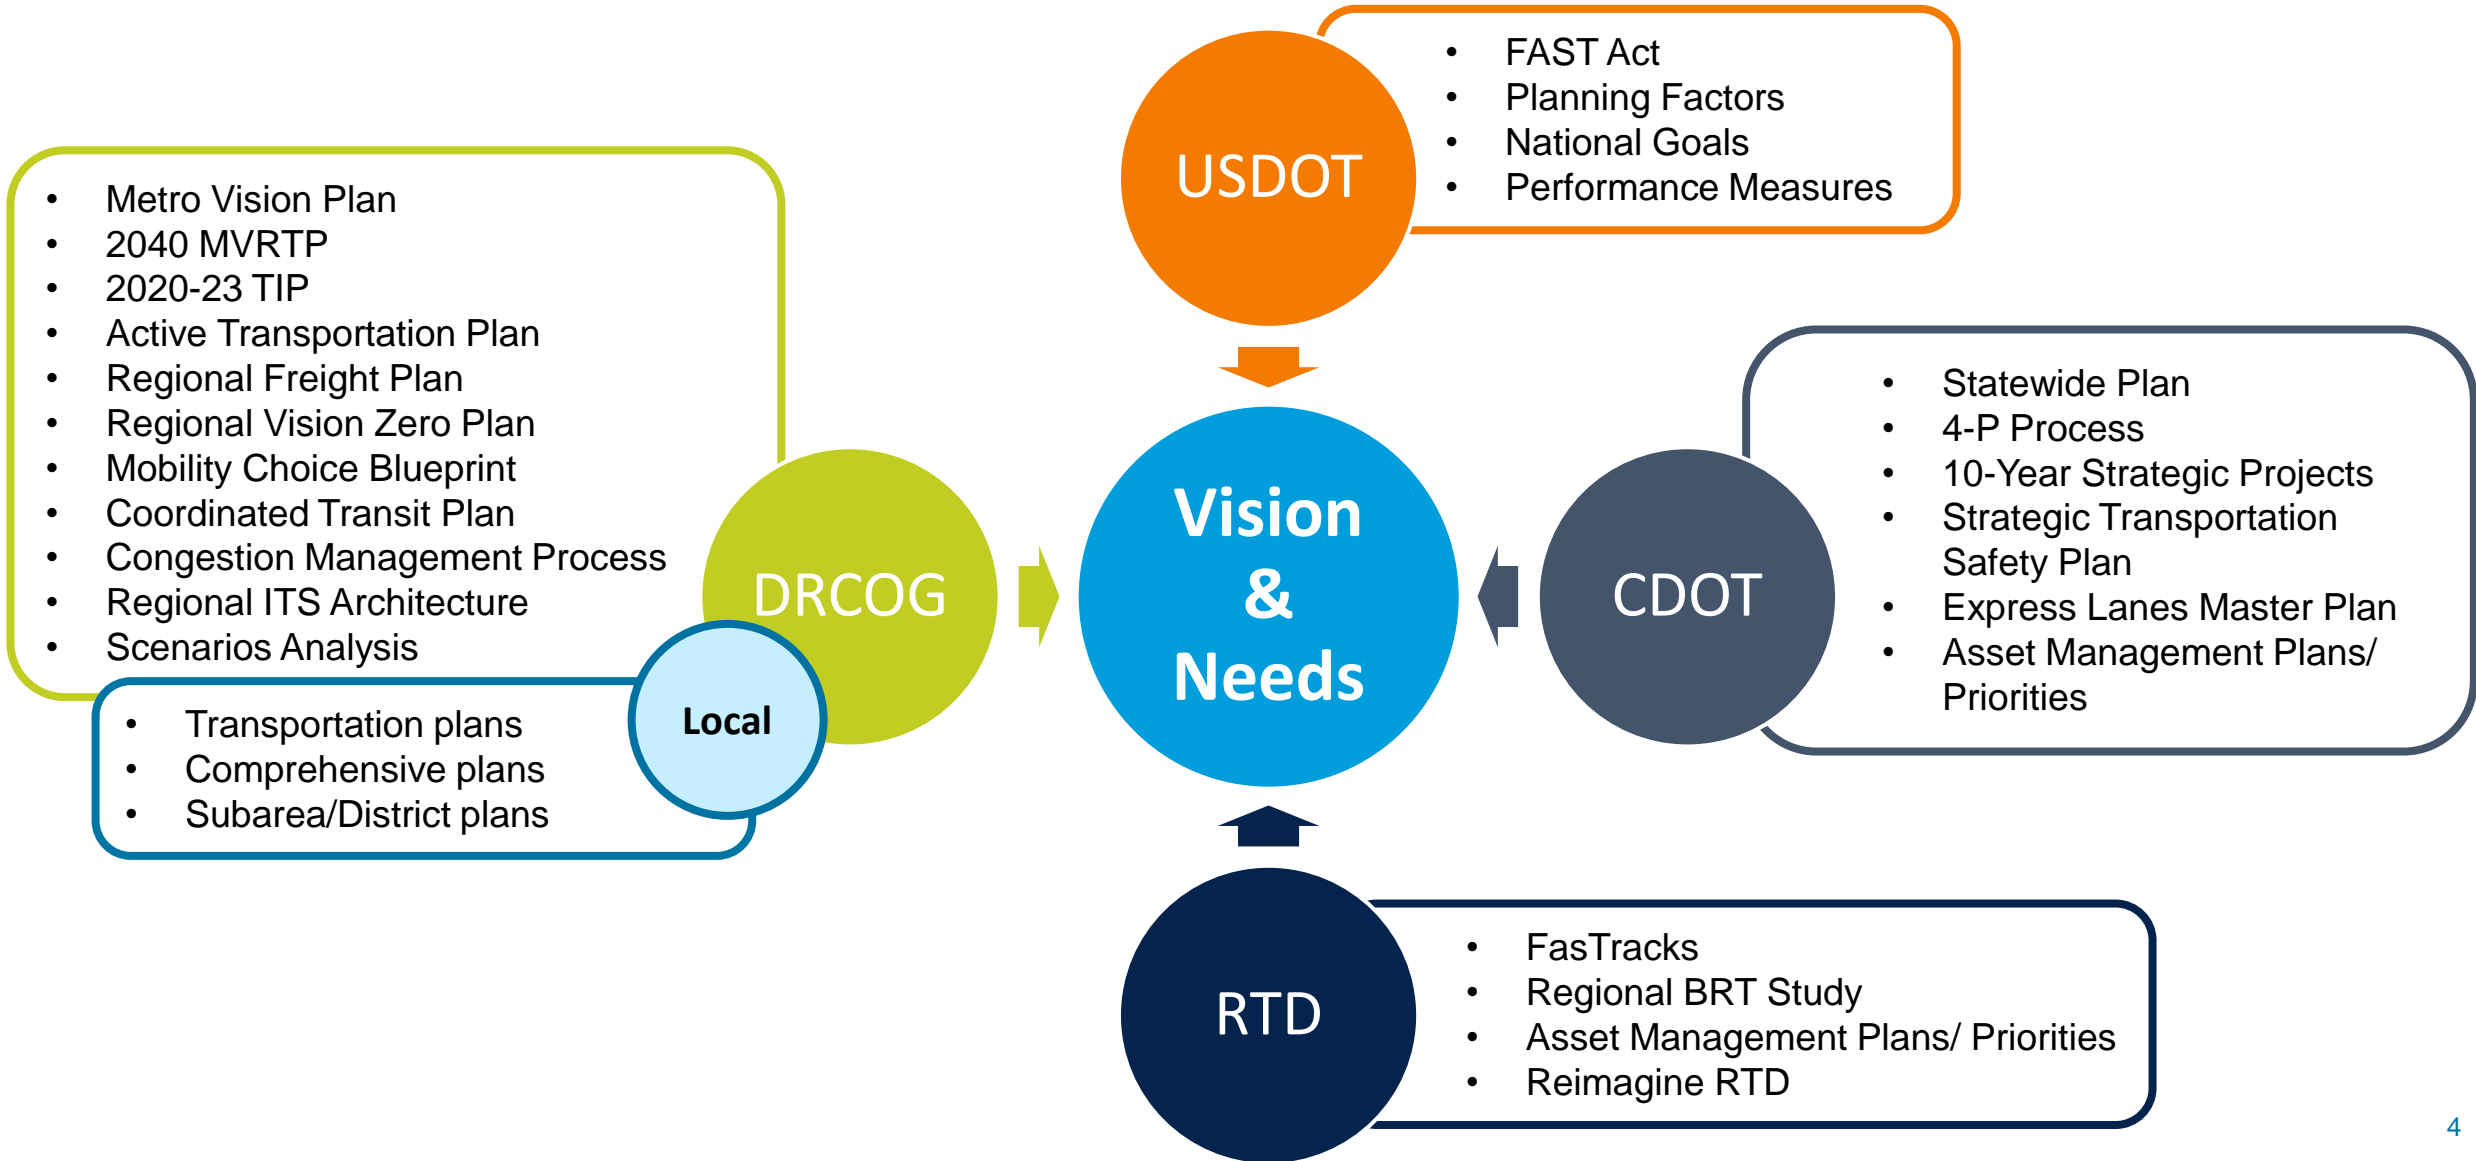 • FAST Act
• Planning Factors
• National Goals
• Performance Measures
USDOT
• Metro Vision Plan
• 2040 MVRTP
• 2020-23 TIP
• Active Transportation Plan
• Regional Freight Plan
• Regional Vision Zero Plan
• Mobility Choice Blueprint
• Coordinated Transit Plan
• Congestion Management Process
• Regional ITS Architecture
• Scenarios Analysis
DRCOG
• Transportation plans
• Comprehensive plans
• Subarea/District plans
Local
Vision
&
Needs
CDOT
• Statewide Plan
• 4-P Process
• 10-Year Strategic Projects
• Strategic Transportation
Safety Plan
• Express Lanes Master Plan
• Asset Management Plans/
Priorities
RTD
• FasTracks
• Regional BRT Study
• Asset Management Plans/ Priorities
• Reimagine RTD
4